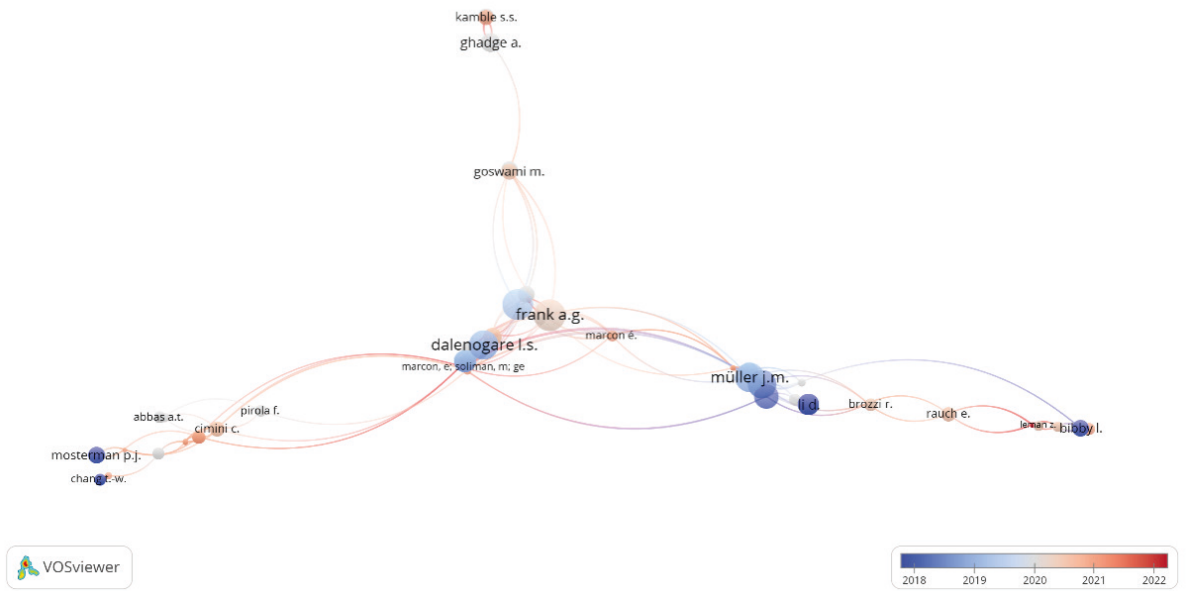 kamble s.s.
ghadge a.
goswami m.
frank a.g.
marcon é.
dalenogare l.s.
marcon, e; soliman, m; ge
müller j.m.
li d.
brozzi r.
rauch e.
leman z.
bibby l.
abbas a.t.
pirola f.
cimini c.
mosterman p.j.
chang t.-w.
VOSviewer
2018 2019 2020 2021 2022